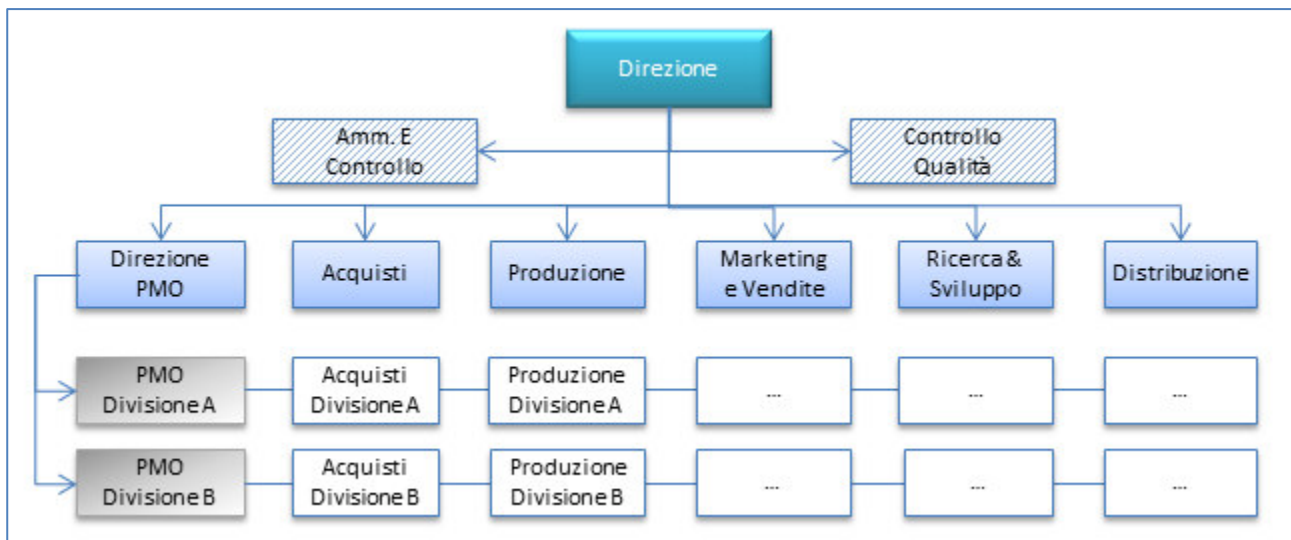 Direzione
Amm. E
Controllo
Controllo
Qualità
Direzione
PMO
Acquisti
Produzione
Marketing
e Vendite
Ricerca &
Sviluppo
Distribuzione
PMO
Divisione A
Acquisti
Divisione A
Produzione
Divisione A
...
...
...
PMO
Divisione B
Acquisti
Divisione B
Produzione
Divisione B
...
...
...